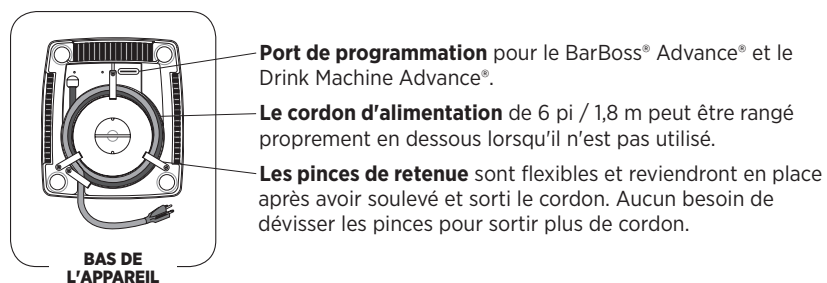 Port de programmation pour le BarBoss® Advance® et le
Drink Machine Advance®.
Le cordon d'alimentation de 6 pi / 1,8 m peut être rangé
proprement en dessous lorsqu'il n'est pas utilisé.
Les pinces de retenue sont flexibles et reviendront en place
après avoir soulevé et sorti le cordon. Aucun besoin de
dévisser les pinces pour sortir plus de cordon.
BAS DE
L'APPAREIL